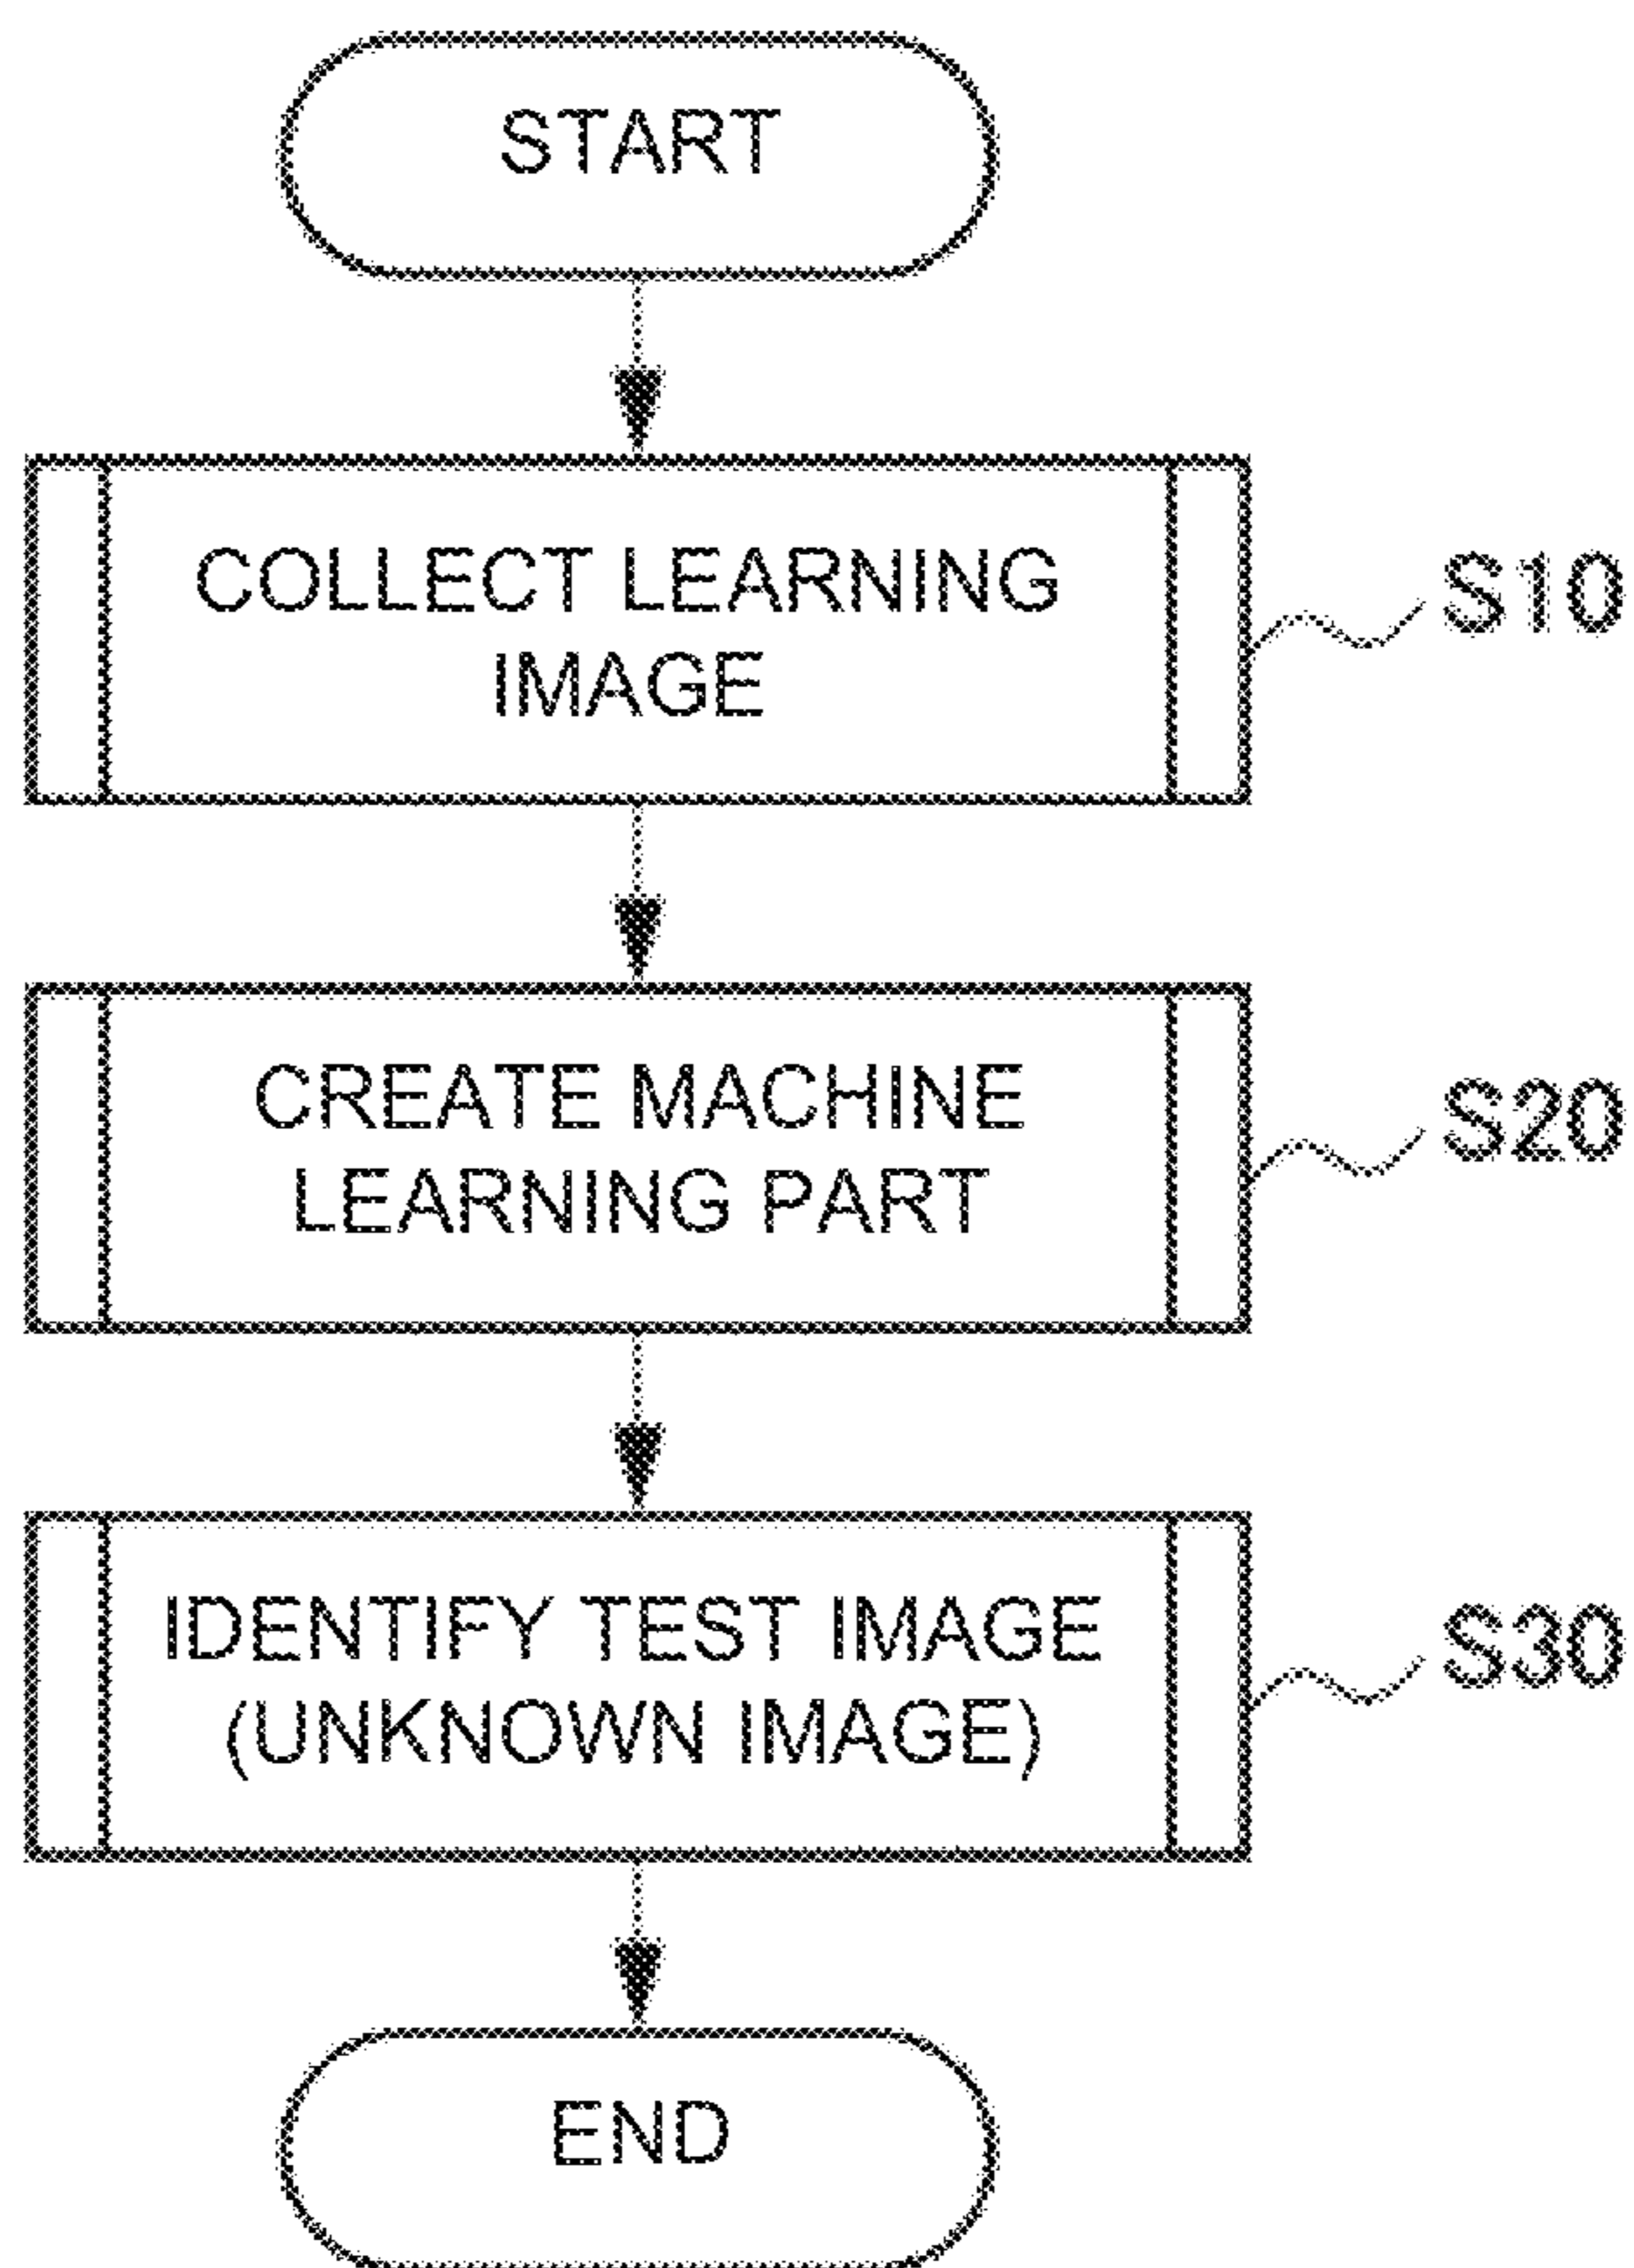 START
COLLECT LEARNING
IMAGE
S10
CREATE MACHINE
LEARNING PART
S20
IDENTIFY TEST IMAGE
(UNKNOWN IMAGE)
S30
END